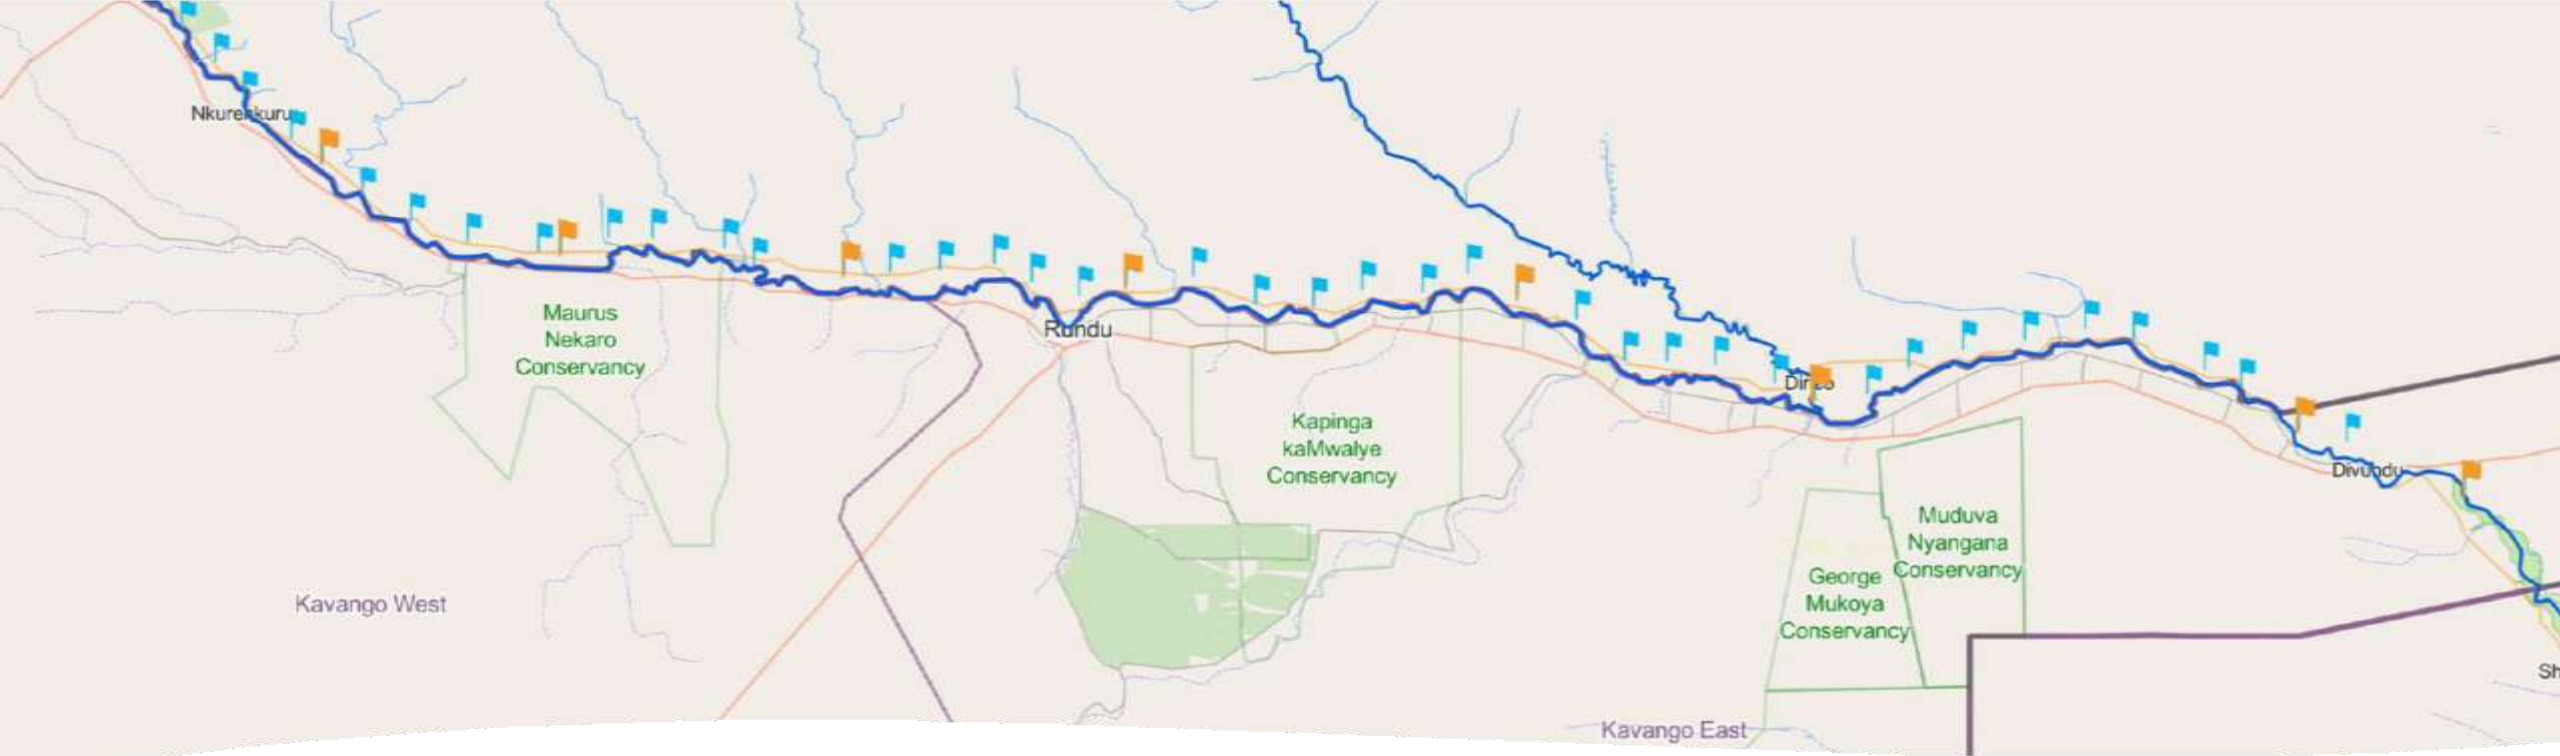 Nkurenkuru
Maurus
Nekaro
Conservancy
Rundu
Kapinga
kaMwalye
Conservancy
Divundu
Muduva
Nyangana
Conservancy
George
Mukoya
Conservancy
Kavango West
Kavango East
Sh